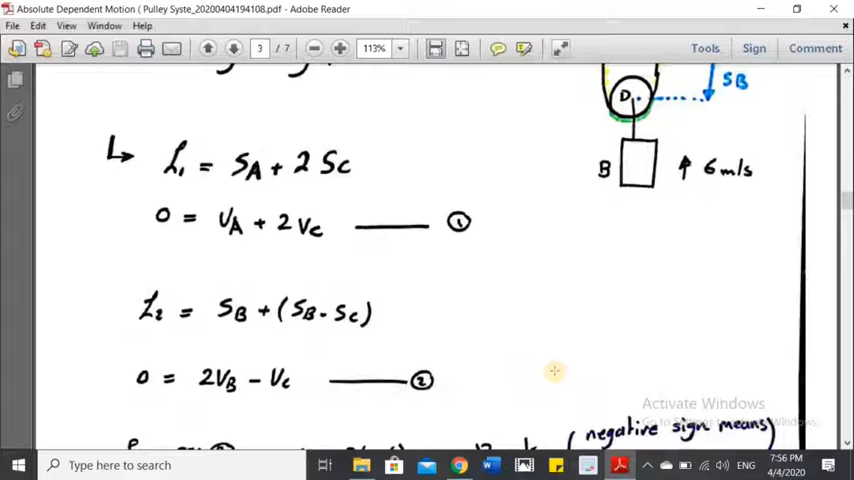 Absolute Dependent Motion ( Pulley Syste_20200404194108.pdf - Adobe Reader
File Edit View Window Help
3 / 7 113% Tools Sign Comment
D SB
L₁ = SA + 2 Sc
B 6 m/s
0 = VA + 2 Vc ①
L₂ = SB + (SB - Sc)
0 = 2VB - Vc ②
Activate Windows
(negative sign means)
Type here to search
ENG
7:56 PM
4/4/2020